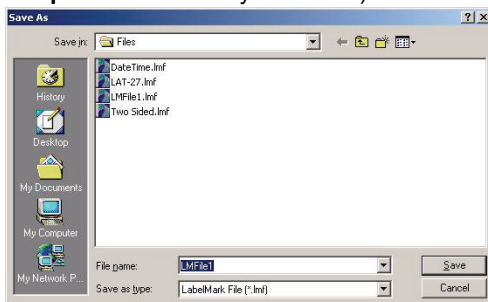 Save As
Save in: Files
DateTime.lmf
LAT-27.lmf
LMFile1.lmf
Two Sided.lmf
History
Desktop
My Documents
My Computer
My Network P...
File name: LMFile1 Save
Save as type: LabelMark File (*.lmf) Cancel